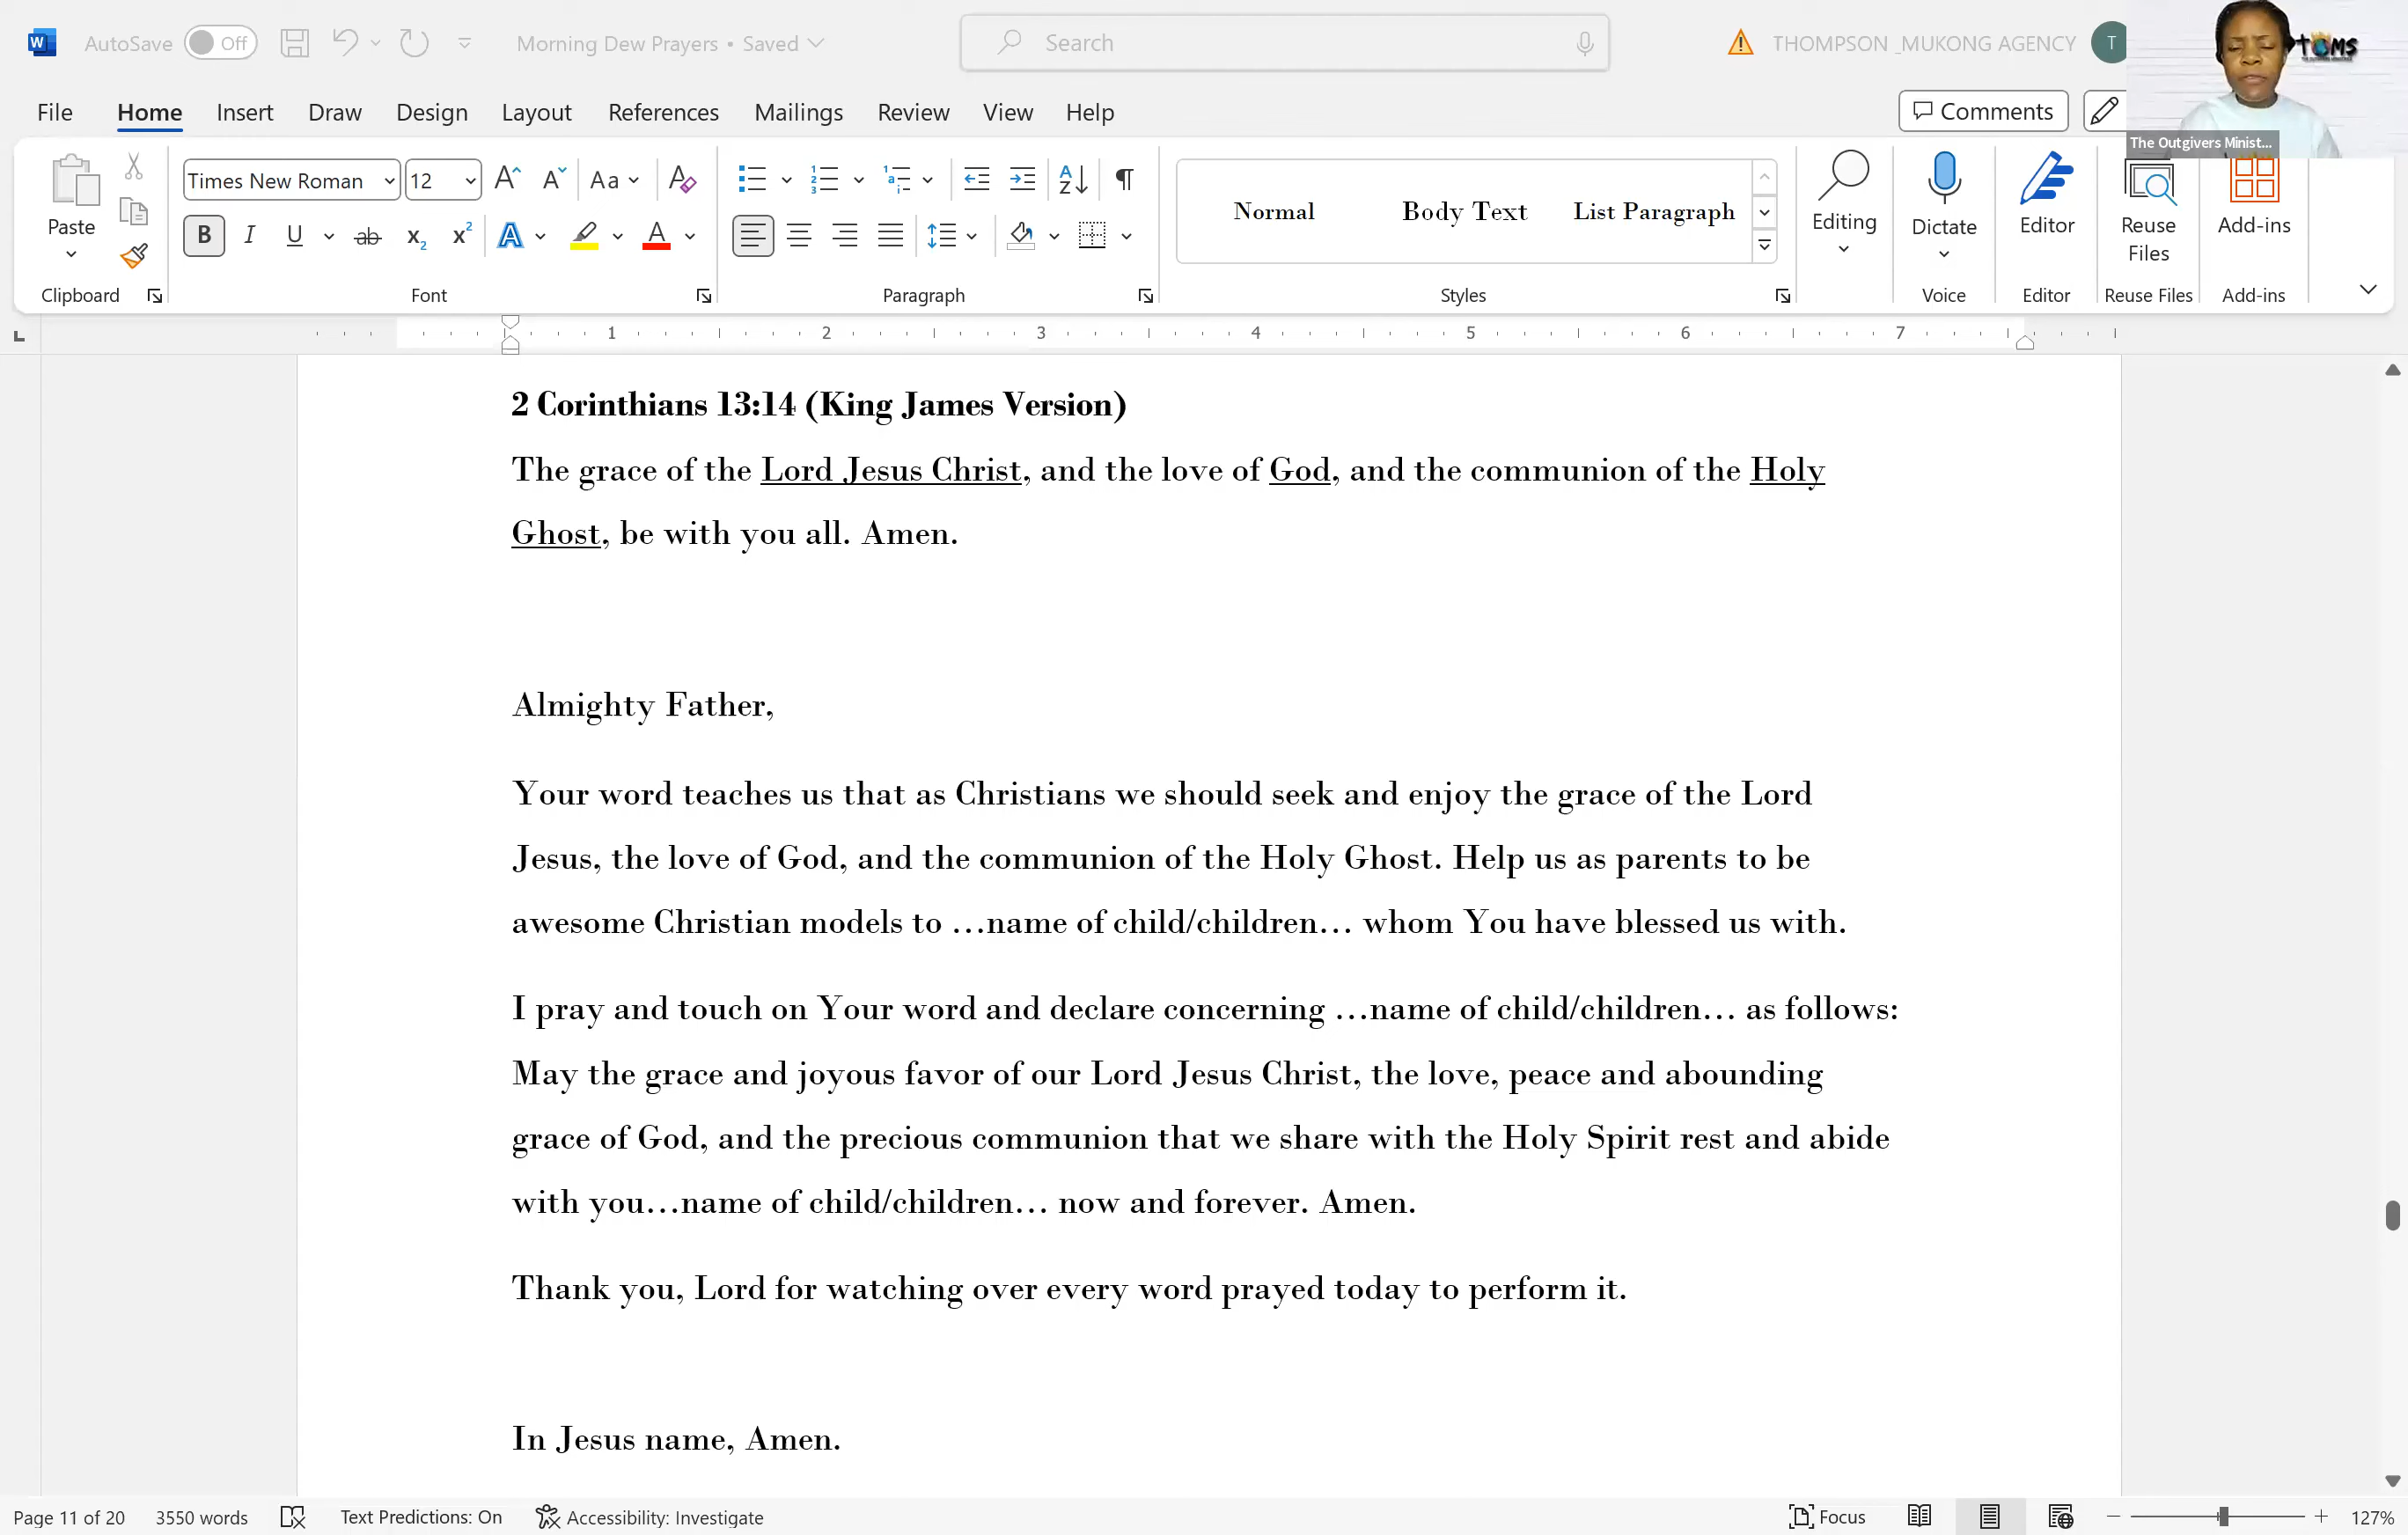 AutoSave Off Morning Dew Prayers • Saved Search THOMPSON _MUKONG AGENCY T
TOMS
File Home Insert Draw Design Layout References Mailings Review View Help Comments
The Outgivers Minist...
Paste Times New Roman 12 Aa Normal Body Text List Paragraph Editing Dictate Editor Reuse Files Add-ins
Clipboard Font Paragraph Styles Voice Editor Reuse Files Add-ins
1 2 3 4 5 6 7
2 Corinthians 13:14 (King James Version)
The grace of the Lord Jesus Christ, and the love of God, and the communion of the Holy
Ghost, be with you all. Amen.
Almighty Father,
Your word teaches us that as Christians we should seek and enjoy the grace of the Lord
Jesus, the love of God, and the communion of the Holy Ghost. Help us as parents to be
awesome Christian models to …name of child/children… whom You have blessed us with.
I pray and touch on Your word and declare concerning …name of child/children… as follows:
May the grace and joyous favor of our Lord Jesus Christ, the love, peace and abounding
grace of God, and the precious communion that we share with the Holy Spirit rest and abide
with you…name of child/children… now and forever. Amen.
Thank you, Lord for watching over every word prayed today to perform it.
In Jesus name, Amen.
Page 11 of 20 3550 words Text Predictions: On Accessibility: Investigate Focus 127%